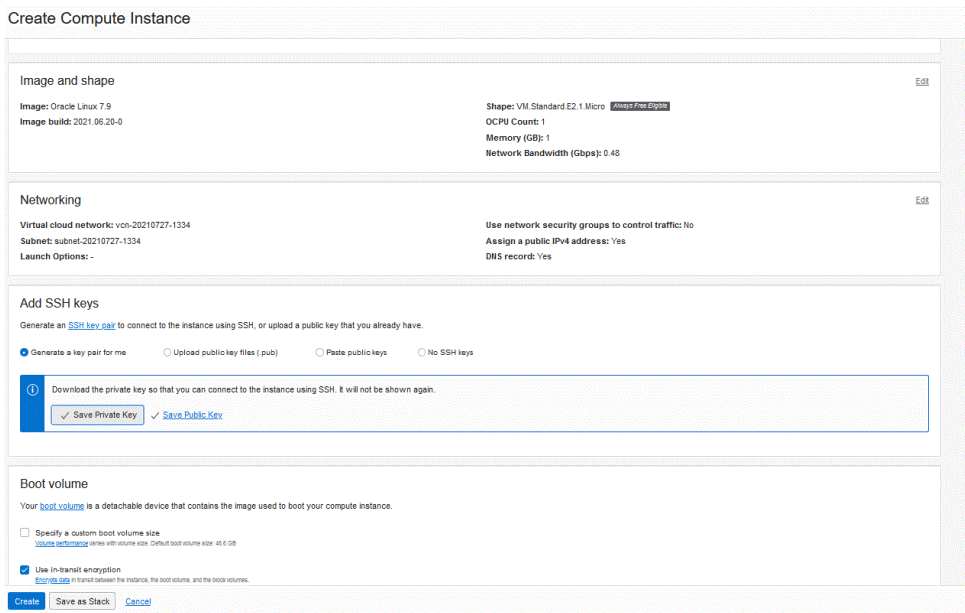 Create Compute Instance
Image and shape
Edit
Image: Oracle Linux 7.9
Image build: 2021.06.20-0
Shape: VM.Standard.E2.1.Micro Always Free Eligible
OCPU Count: 1
Memory (GB): 1
Network Bandwidth (Gbps): 0.48
Networking
Edit
Virtual cloud network: vcn-20210727-1334
Subnet: subnet-20210727-1334
Launch Options: -
Use network security groups to control traffic: No
Assign a public IPv4 address: Yes
DNS record: Yes
Add SSH keys
Generate an SSH key pair to connect to the instance using SSH, or upload a public key that you already have.
Generate a key pair for me Upload public key files (.pub) Paste public keys No SSH keys
Download the private key so that you can connect to the instance using SSH. It will not be shown again.
Save Private Key Save Public Key
Boot volume
Your boot volume is a detachable device that contains the image used to boot your compute instance.
Specify a custom boot volume size
Volume performance varies with volume size. Default boot volume size: 46.6 GB
Use in-transit encryption
Encrypts data in transit between the instance, the boot volume, and the block volumes.
Create Save as Stack Cancel